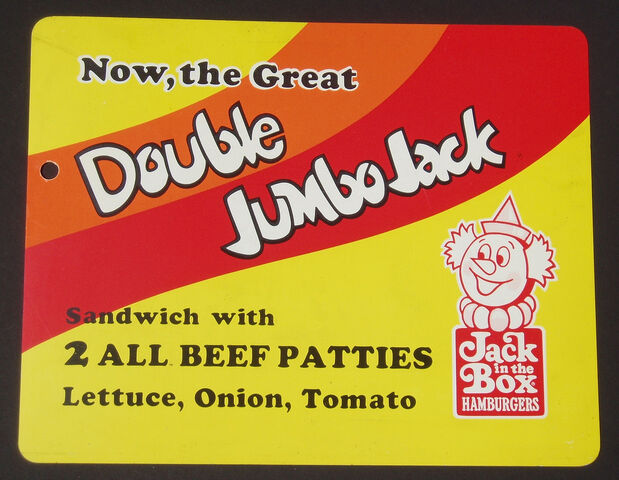 Now, the Great
Double
Jumbo Jack
Sandwich with
2 ALL BEEF PATTIES
Lettuce, Onion, Tomato
Jack
in the
Box
HAMBURGERS